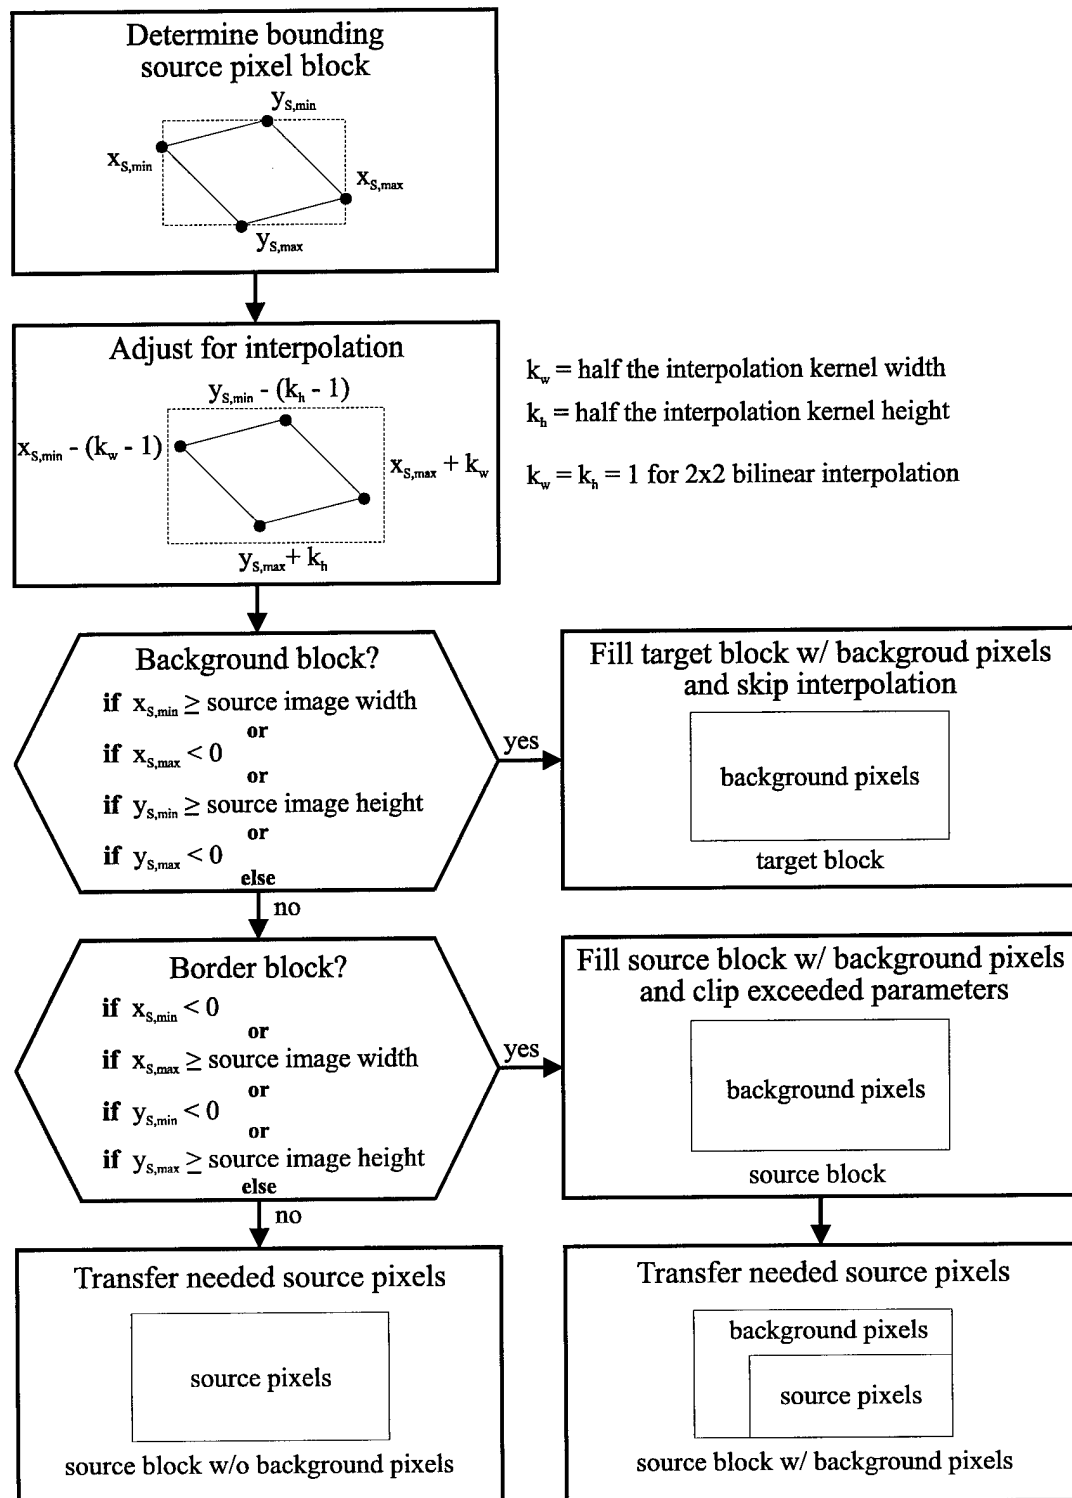 Determine bounding
source pixel block
y_S,min
x_S,min
x_S,max
y_S,max
Adjust for interpolation
y_S,min - (k_h - 1)
x_S,min - (k_w - 1)
x_S,max + k_w
y_S,max + k_h
k_w = half the interpolation kernel width
k_h = half the interpolation kernel height
k_w = k_h = 1 for 2x2 bilinear interpolation
Background block?
if x_S,min ≥ source image width
or
if x_S,max < 0
or
if y_S,min ≥ source image height
or
if y_S,max < 0
else
yes
no
Fill target block w/ backgroud pixels
and skip interpolation
background pixels
target block
Border block?
if x_S,min < 0
or
if x_S,max ≥ source image width
or
if y_S,min < 0
or
if y_S,max ≥ source image height
else
yes
no
Fill source block w/ background pixels
and clip exceeded parameters
background pixels
source block
Transfer needed source pixels
source pixels
source block w/o background pixels
Transfer needed source pixels
background pixels
source pixels
source block w/ background pixels